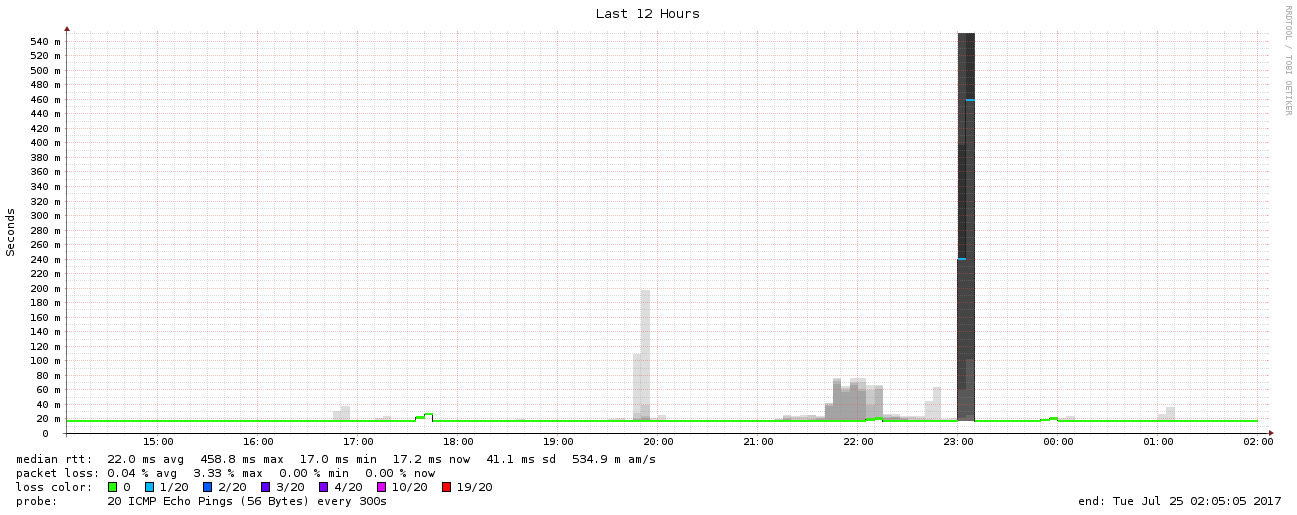 Last 12 Hours
RRDTOOL / TOBI OETIKER
Seconds
540 m
520 m
500 m
480 m
460 m
440 m
420 m
400 m
380 m
360 m
340 m
320 m
300 m
280 m
260 m
240 m
220 m
200 m
180 m
160 m
140 m
120 m
100 m
80 m
60 m
40 m
20 m
0
15:00 16:00 17:00 18:00 19:00 20:00 21:00 22:00 23:00 00:00 01:00 02:00
median rtt: 22.0 ms avg 458.8 ms max 17.0 ms min 17.2 ms now 41.1 ms sd 534.9 m am/s
packet loss: 0.04 % avg 3.33 % max 0.00 % min 0.00 % now
loss color: 0 1/20 2/20 3/20 4/20 10/20 19/20
probe: 20 ICMP Echo Pings (56 Bytes) every 300s end: Tue Jul 25 02:05:05 2017